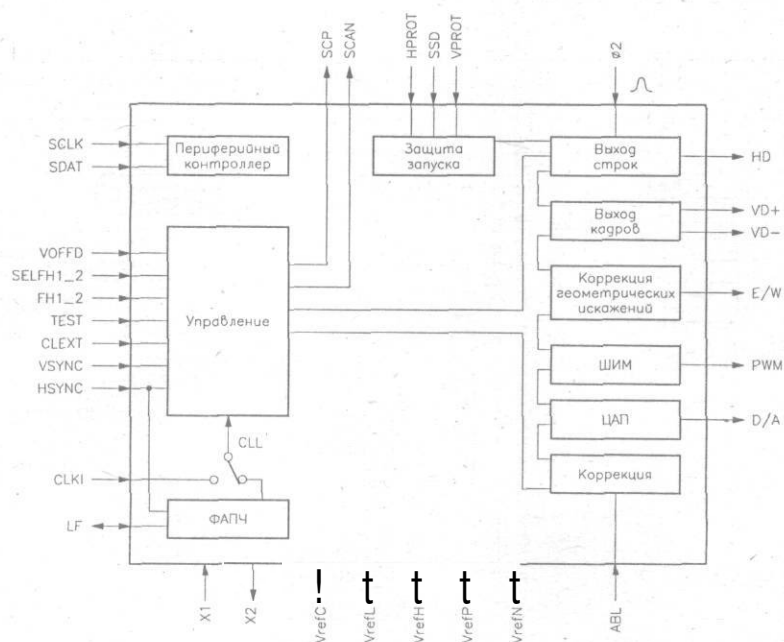 SCP
SCAN
HPROT
SSD
VPROT
ø2
SCLK
SDAT
Периферийный
контроллер
Защита
запуска
Выход
строк
HD
Выход
кадров
VD+
VD-
VOFFD
SELFH1_2
FH1_2
TEST
CLEXT
VSYNC
HSYNC
Управление
Коррекция
геометрических
искажений
E/W
ШИМ
PWM
ЦАП
D/A
CLL
CLKI
Коррекция
ФАПЧ
LF
! t t t t
X1
X2
VrefC
VrefL
VrefH
VrefP
VrefN
ABL